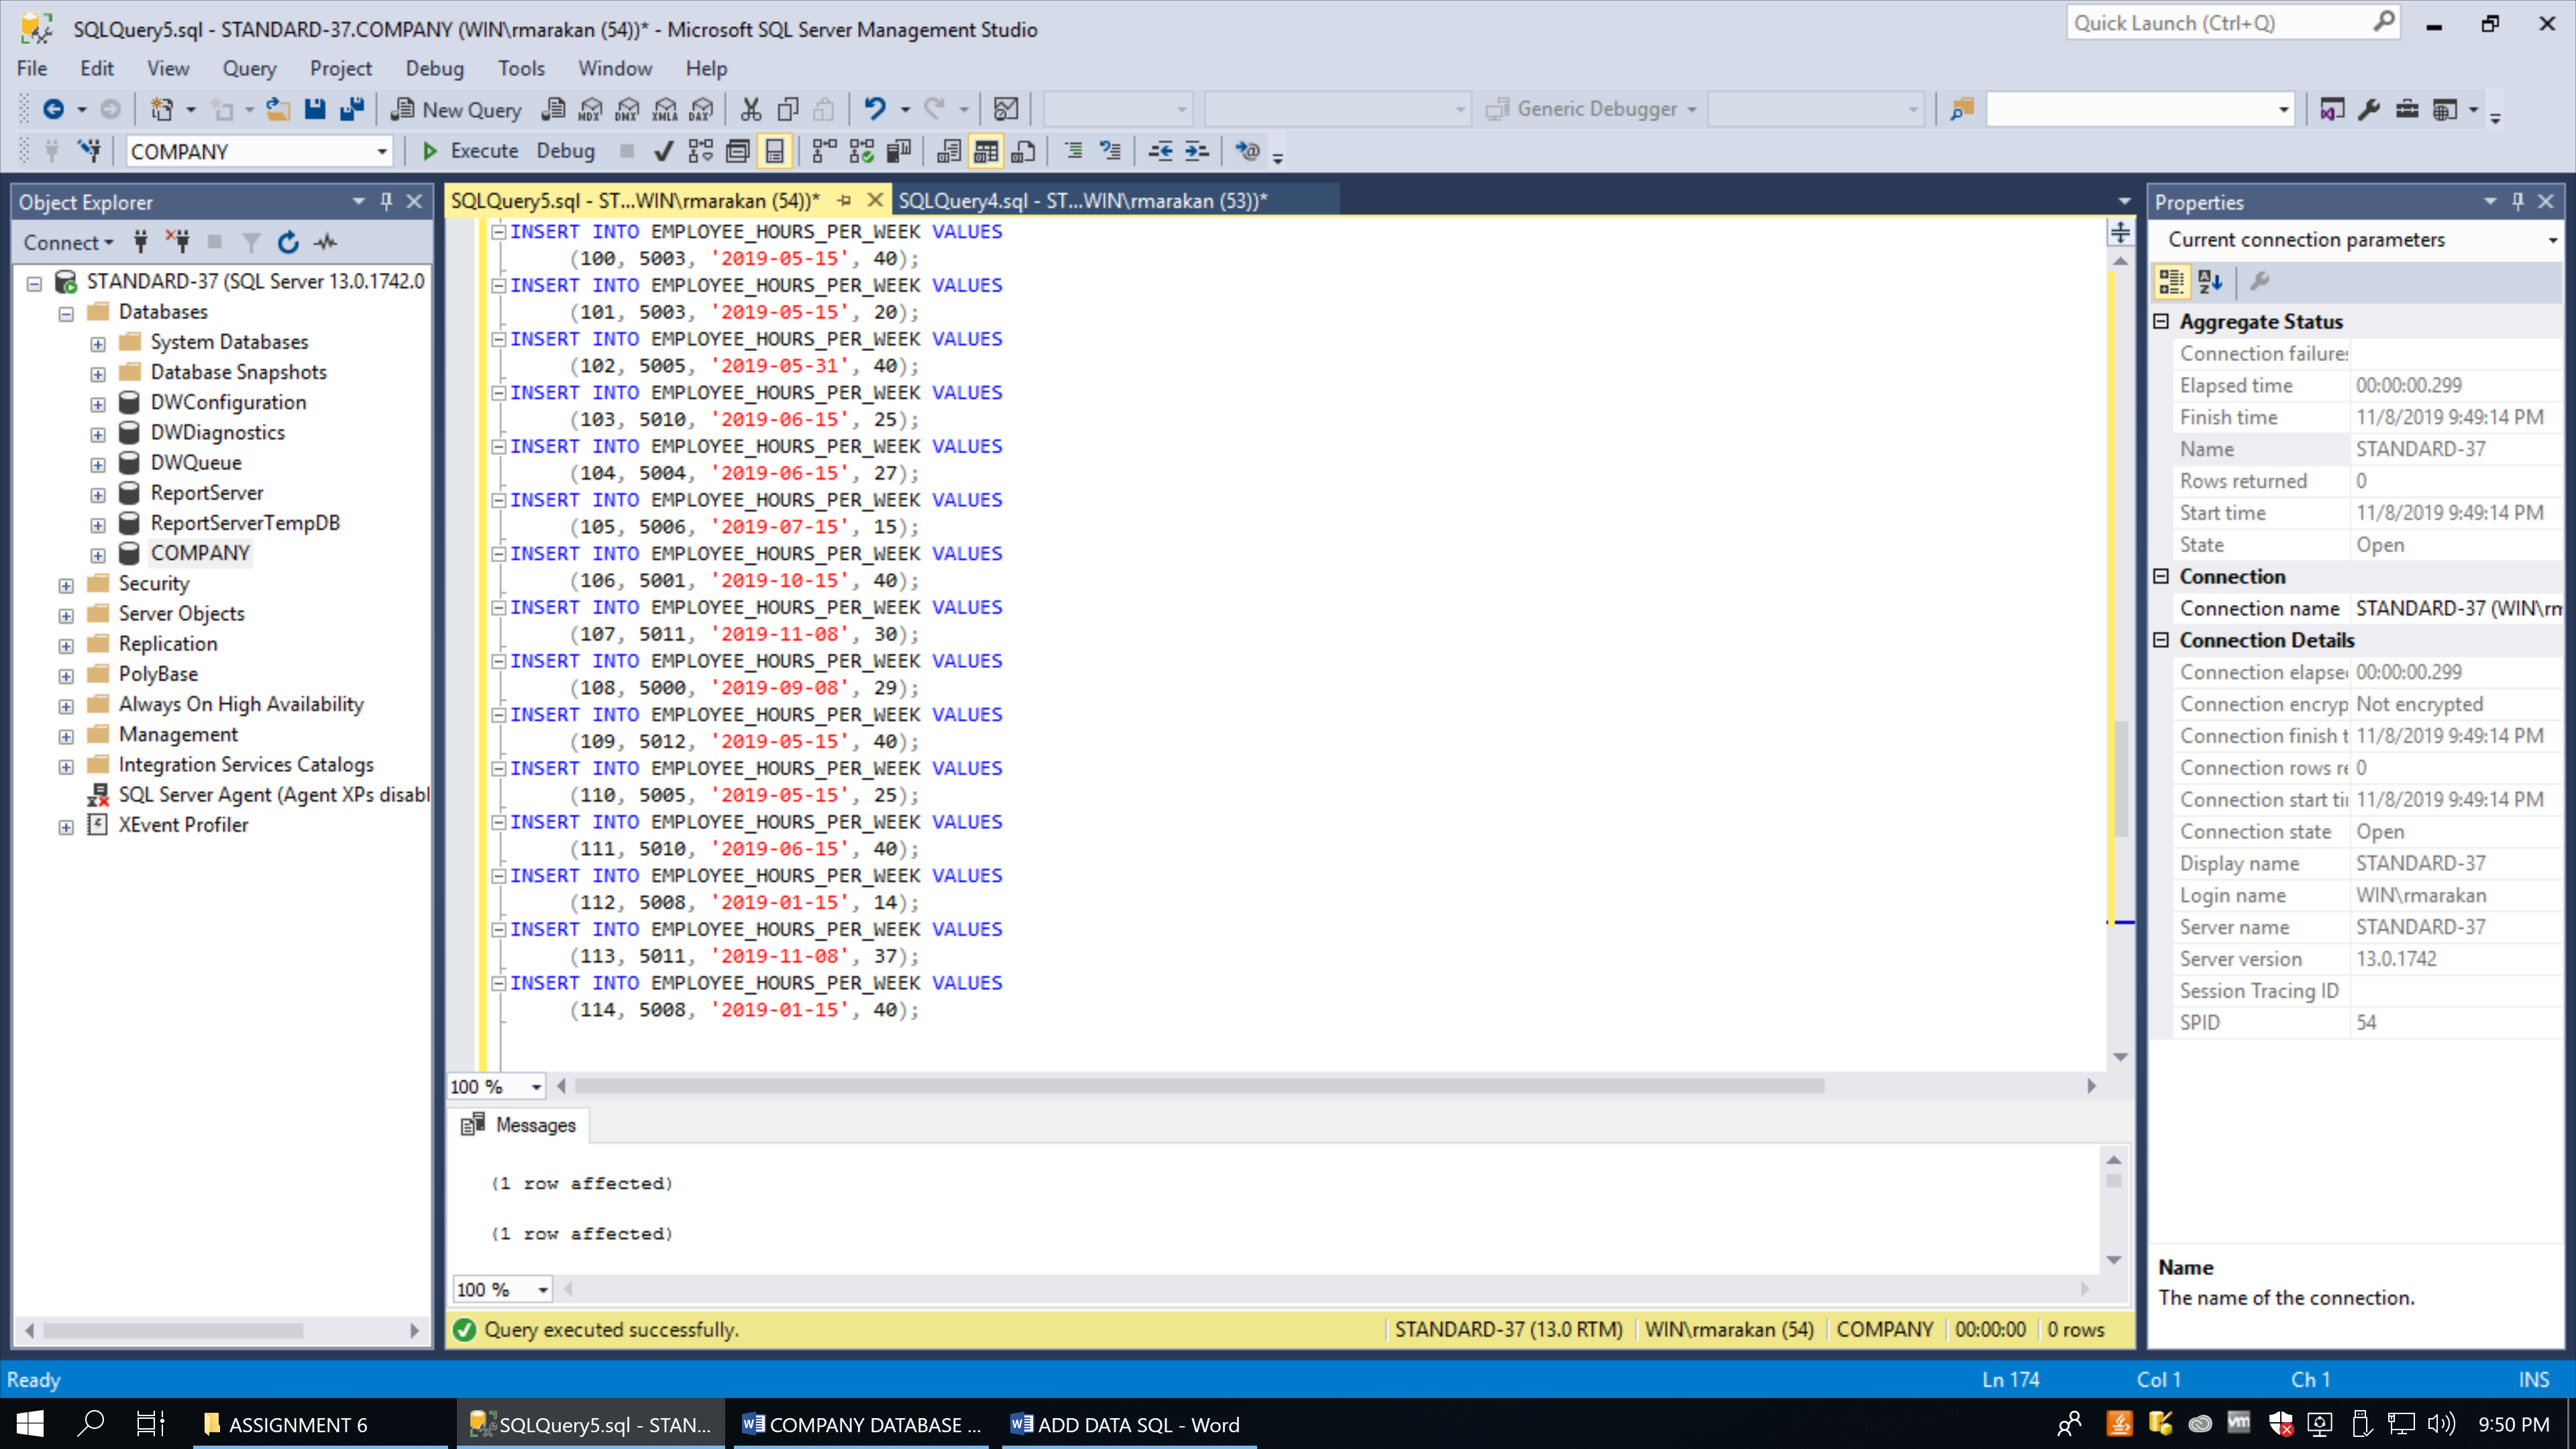 SQLQuery5.sql - STANDARD-37.COMPANY (WIN\rmarakan (54))* - Microsoft SQL Server Management Studio
Quick Launch (Ctrl+Q)
File Edit View Query Project Debug Tools Window Help
New Query MDX DMX XMLA DAX Generic Debugger
COMPANY Execute Debug
Object Explorer
Connect
STANDARD-37 (SQL Server 13.0.1742.0
Databases
System Databases
Database Snapshots
DWConfiguration
DWDiagnostics
DWQueue
ReportServer
ReportServerTempDB
COMPANY
Security
Server Objects
Replication
PolyBase
Always On High Availability
Management
Integration Services Catalogs
SQL Server Agent (Agent XPs disabl
XEvent Profiler
SQLQuery5.sql - ST...WIN\rmarakan (54))* SQLQuery4.sql - ST...WIN\rmarakan (53))*
INSERT INTO EMPLOYEE_HOURS_PER_WEEK VALUES
(100, 5003, '2019-05-15', 40);
INSERT INTO EMPLOYEE_HOURS_PER_WEEK VALUES
(101, 5003, '2019-05-15', 20);
INSERT INTO EMPLOYEE_HOURS_PER_WEEK VALUES
(102, 5005, '2019-05-31', 40);
INSERT INTO EMPLOYEE_HOURS_PER_WEEK VALUES
(103, 5010, '2019-06-15', 25);
INSERT INTO EMPLOYEE_HOURS_PER_WEEK VALUES
(104, 5004, '2019-06-15', 27);
INSERT INTO EMPLOYEE_HOURS_PER_WEEK VALUES
(105, 5006, '2019-07-15', 15);
INSERT INTO EMPLOYEE_HOURS_PER_WEEK VALUES
(106, 5001, '2019-10-15', 40);
INSERT INTO EMPLOYEE_HOURS_PER_WEEK VALUES
(107, 5011, '2019-11-08', 30);
INSERT INTO EMPLOYEE_HOURS_PER_WEEK VALUES
(108, 5000, '2019-09-08', 29);
INSERT INTO EMPLOYEE_HOURS_PER_WEEK VALUES
(109, 5012, '2019-05-15', 40);
INSERT INTO EMPLOYEE_HOURS_PER_WEEK VALUES
(110, 5005, '2019-05-15', 25);
INSERT INTO EMPLOYEE_HOURS_PER_WEEK VALUES
(111, 5010, '2019-06-15', 40);
INSERT INTO EMPLOYEE_HOURS_PER_WEEK VALUES
(112, 5008, '2019-01-15', 14);
INSERT INTO EMPLOYEE_HOURS_PER_WEEK VALUES
(113, 5011, '2019-11-08', 37);
INSERT INTO EMPLOYEE_HOURS_PER_WEEK VALUES
(114, 5008, '2019-01-15', 40);
100 %
Messages
(1 row affected)
(1 row affected)
100 %
Query executed successfully. STANDARD-37 (13.0 RTM) WIN\rmarakan (54) COMPANY 00:00:00 0 rows
Properties
Current connection parameters
Aggregate Status
Connection failures
Elapsed time 00:00:00.299
Finish time 11/8/2019 9:49:14 PM
Name STANDARD-37
Rows returned 0
Start time 11/8/2019 9:49:14 PM
State Open
Connection
Connection name STANDARD-37 (WIN\rm
Connection Details
Connection elapse 00:00:00.299
Connection encryp Not encrypted
Connection finish t 11/8/2019 9:49:14 PM
Connection rows re 0
Connection start ti 11/8/2019 9:49:14 PM
Connection state Open
Display name STANDARD-37
Login name WIN\rmarakan
Server name STANDARD-37
Server version 13.0.1742
Session Tracing ID
SPID 54
Name
The name of the connection.
Ready Ln 174 Col 1 Ch 1 INS
ASSIGNMENT 6 SQLQuery5.sql - STAN... COMPANY DATABASE ... ADD DATA SQL - Word 9:50 PM